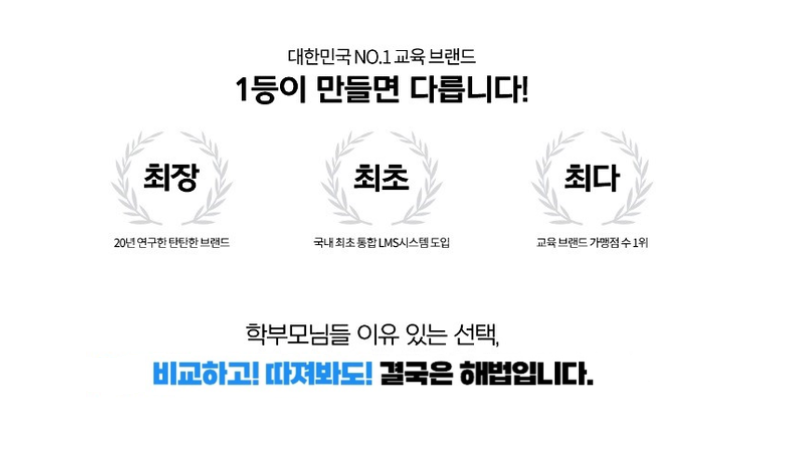 대한민국 NO.1 교육 브랜드
1등이 만들면 다릅니다!
최장
최초
최다
20년 연구한 탄탄한 브랜드
국내 최초 통합 LMS시스템 도입
교육 브랜드 가맹점 수 1위
학부모님들 이유 있는 선택,
비교하고! 따져봐도! 결국은 해법입니다.